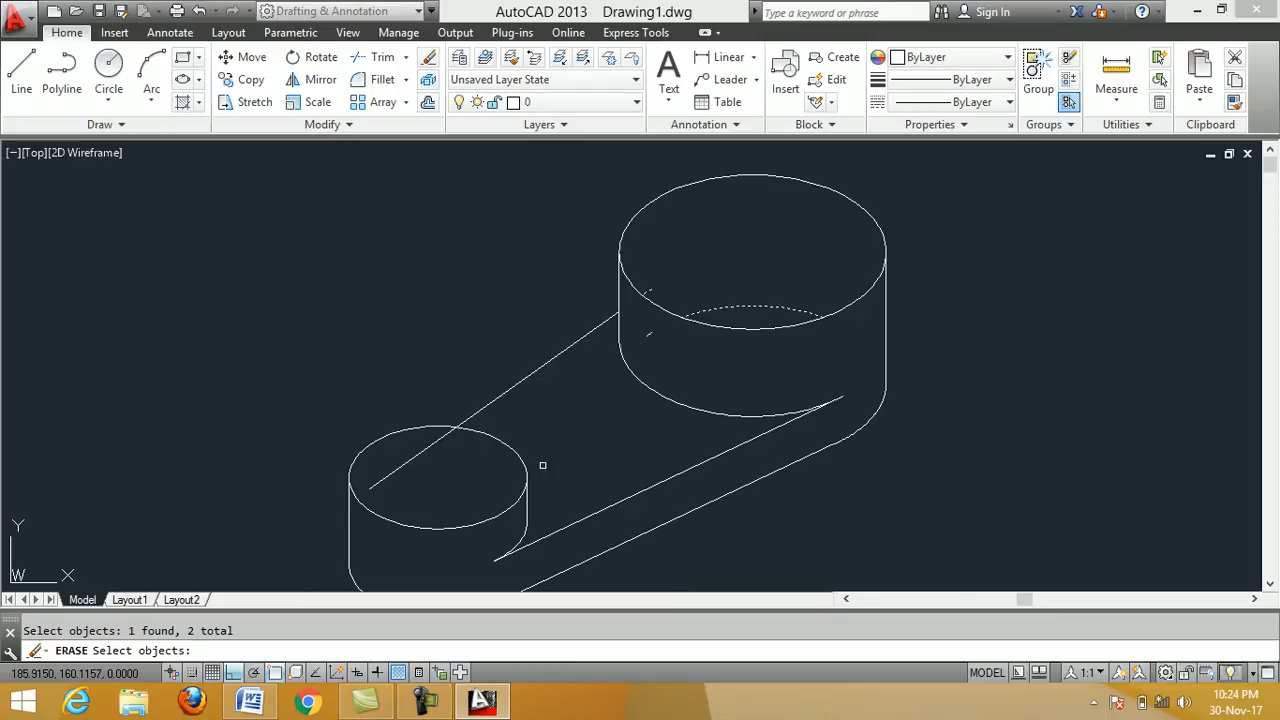 Drafting & Annotation
AutoCAD 2013 Drawing1.dwg
Type a keyword or phrase
Sign In
Home Insert Annotate Layout Parametric View Manage Output Plug-ins Online Express Tools
Line
Polyline
Circle
Arc
Draw
Move Rotate Trim
Copy Mirror Fillet
Stretch Scale Array
Modify
Unsaved Layer State
0
Layers
Text
Linear
Leader
Table
Annotation
Insert
Create
Edit
Block
ByLayer
ByLayer
ByLayer
Properties
Group
Groups
Measure
Utilities
Paste
Clipboard
[−][Top][2D Wireframe]
Y
W X
Model Layout1 Layout2
Select objects: 1 found, 2 total
ERASE Select objects:
185.9150, 160.1157, 0.0000
MODEL
1:1
10:24 PM
30-Nov-17